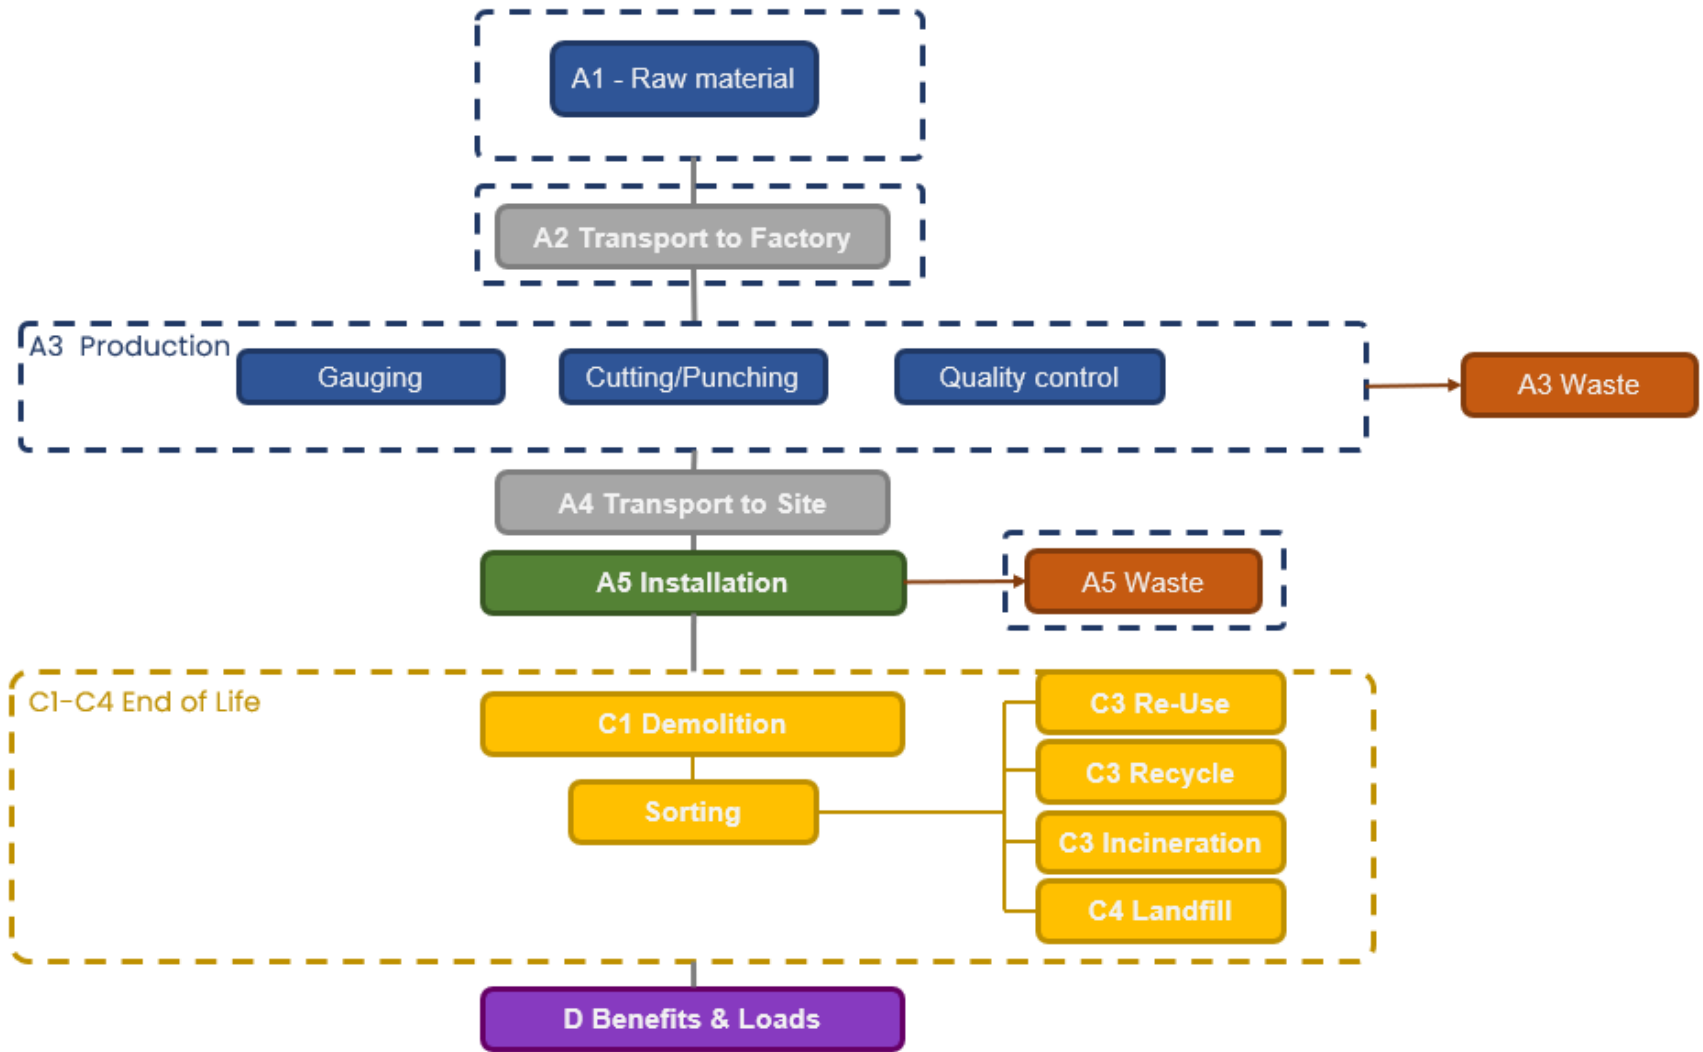 A1 - Raw material
A2 Transport to Factory
A3 Production
Gauging
Cutting/Punching
Quality control
A3 Waste
A4 Transport to Site
A5 Installation
A5 Waste
C1-C4 End of Life
C1 Demolition
C3 Re-Use
C3 Recycle
Sorting
C3 Incineration
C4 Landfill
D Benefits & Loads